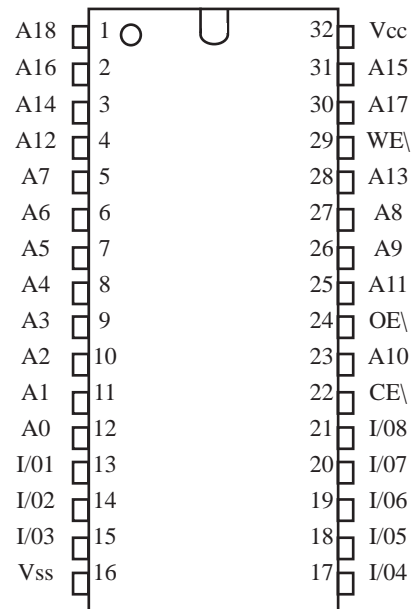 A18 1 32 Vcc
A16 2 31 A15
A14 3 30 A17
A12 4 29 WE\
A7 5 28 A13
A6 6 27 A8
A5 7 26 A9
A4 8 25 A11
A3 9 24 OE\
A2 10 23 A10
A1 11 22 CE\
A0 12 21 I/08
I/01 13 20 I/07
I/02 14 19 I/06
I/03 15 18 I/05
Vss 16 17 I/04